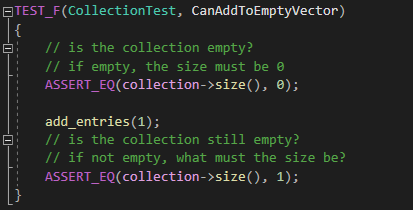 TEST_F(CollectionTest, CanAddToEmptyVector)
{
    // is the collection empty?
    // if empty, the size must be 0
    ASSERT_EQ(collection->size(), 0);

    add_entries(1);
    // is the collection still empty?
    // if not empty, what must the size be?
    ASSERT_EQ(collection->size(), 1);
}